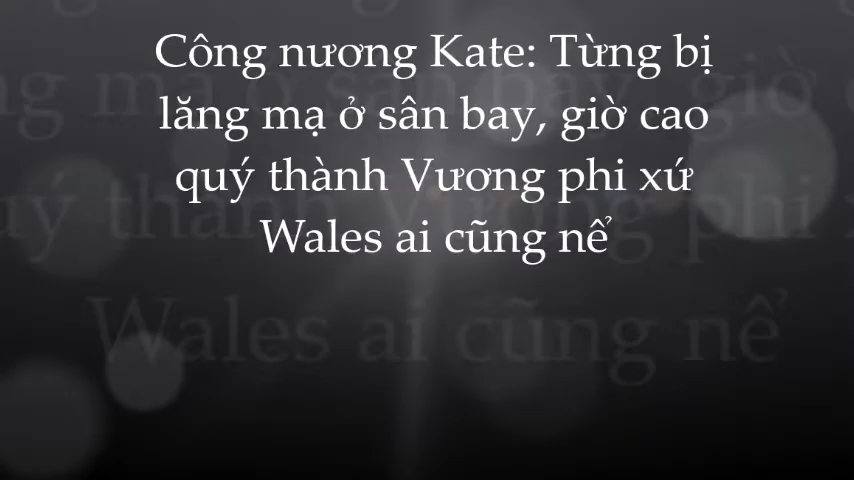 Công nương Kate: Từng bị
lăng mạ ở sân bay, giờ cao
quý thành Vương phi xứ
Wales ai cũng nể